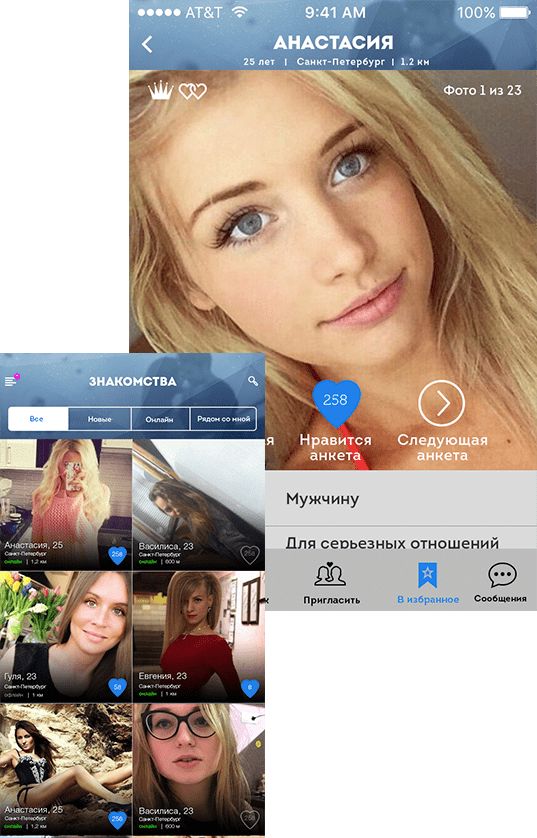 AT&T 9:41 AM 100%
АНАСТАСИЯ
25 лет | Санкт-Петербург | 1.2 км
Фото 1 из 23
258
Нравится
анкета
Следующая
анкета
Мужчину
Для серьезных отношений
Пригласить
В избранное
Сообщения
ЗНАКОМСТВА
Все
Новые
Онлайн
Рядом со мной
Анастасия, 25
Санкт-Петербург
онлайн | 1,2 км
258
Василиса, 23
Санкт-Петербург
онлайн | 600 м
258
Гуля, 23
Санкт-Петербург
офлайн | 1 км
58
Евгения, 23
Санкт-Петербург
онлайн | 1 км
8
Анастасия, 25
Санкт-Петербург
онлайн | 1,2 км
258
Василиса, 23
Санкт-Петербург
онлайн | 600 м
258